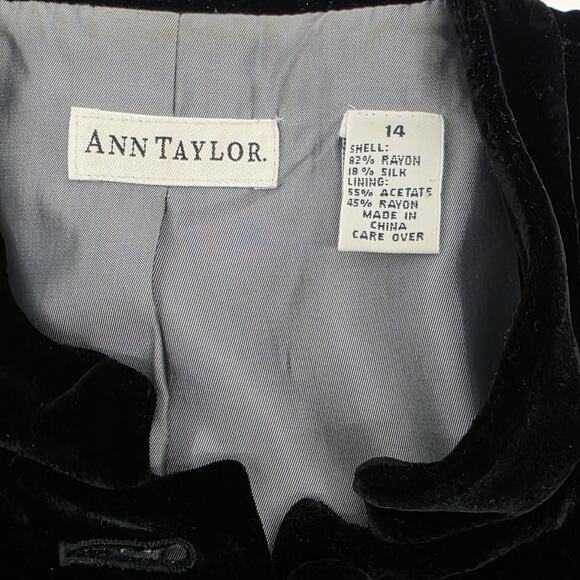 ANN TAYLOR.
14
SHELL:
82% RAYON
18% SILK
LINING:
55% ACETATE
45% RAYON
MADE IN
CHINA
CARE OVER